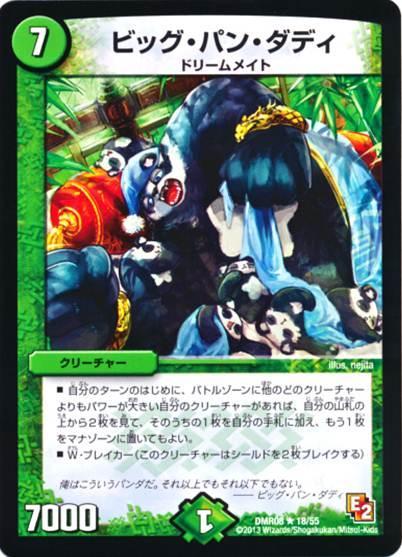 7
ビッグ・パン・ダディ
ドリームメイト
illus. nejita
クリーチャー
■ 自分のターンのはじめに、バトルゾーンに他のどのクリーチャー
よりもパワーが大きい自分のクリーチャーがあれば、自分の山札の
上から2枚を見て、そのうちの1枚を自分の手札に加え、もう1枚
をマナゾーンに置いてもよい。
■ W・ブレイカー(このクリーチャーはシールドを2枚ブレイクする)
俺はこういうパンダだ。それ以上でもそれ以下でもない。
—— ビッグ・パン・ダディ
7000
1
DMR08 ★ 18/55
©2013 Wizards/Shogakukan/Mitsui-Kids
E2